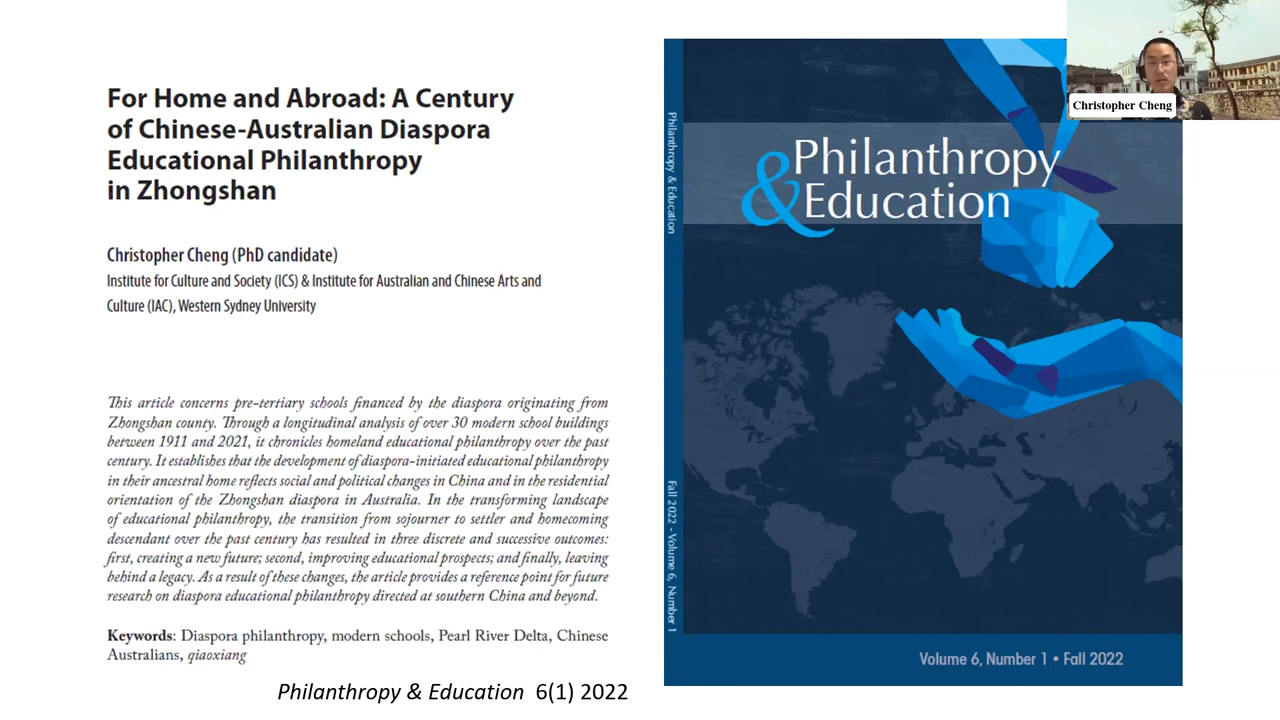 For Home and Abroad: A Century
of Chinese-Australian Diaspora
Educational Philanthropy
in Zhongshan
Christopher Cheng (PhD candidate)
Institute for Culture and Society (ICS) & Institute for Australian and Chinese Arts and
Culture (IAC), Western Sydney University
This article concerns pre-tertiary schools financed by the diaspora originating from
Zhongshan county. Through a longitudinal analysis of over 30 modern school buildings
between 1911 and 2021, it chronicles homeland educational philanthropy over the past
century. It establishes that the development of diaspora-initiated educational philanthropy
in their ancestral home reflects social and political changes in China and in the residential
orientation of the Zhongshan diaspora in Australia. In the transforming landscape
of educational philanthropy, the transition from sojourner to settler and homecoming
descendant over the past century has resulted in three discrete and successive outcomes:
first, creating a new future; second, improving educational prospects; and finally, leaving
behind a legacy. As a result of these changes, the article provides a reference point for future
research on diaspora educational philanthropy directed at southern China and beyond.
Keywords: Diaspora philanthropy, modern schools, Pearl River Delta, Chinese
Australians, qiaoxiang
Philanthropy & Education 6(1) 2022
Philanthropy & Education
Fall 2022 - Volume 6, Number 1
Philanthropy
& Education
Volume 6, Number 1 • Fall 2022
Christopher Cheng